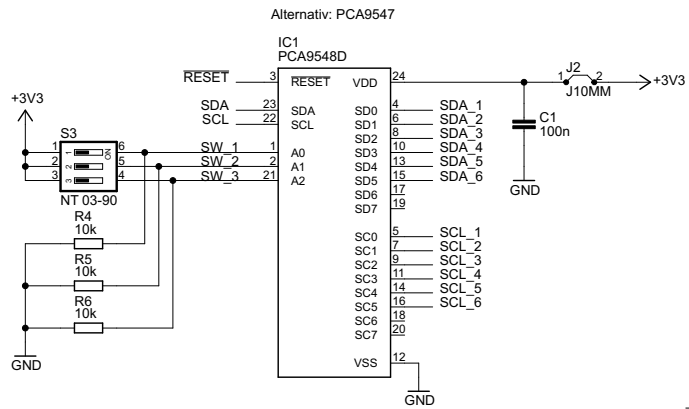 Alternativ: PCA9547
IC1
PCA9548D
RESET 3 RESET VDD 24
1 J2 2 +3V3
J10MM
+3V3
SDA 23 SDA SD0 4 SDA_1
SCL 22 SCL SD1 6 SDA_2
SD2 8 SDA_3
C1
100n
S3
1 1 ON 6 SW_1 1 A0 SD3 10 SDA_4
2 2 5 SW_2 2 A1 SD4 13 SDA_5
3 3 4 SW_3 21 A2 SD5 15 SDA_6
SD6 17
SD7 19
GND
NT 03-90
R4
10k
R5
10k
R6
10k
SC0 5 SCL_1
SC1 7 SCL_2
SC2 9 SCL_3
SC3 11 SCL_4
SC4 14 SCL_5
SC5 16 SCL_6
SC6 18
SC7 20
GND
VSS 12
GND